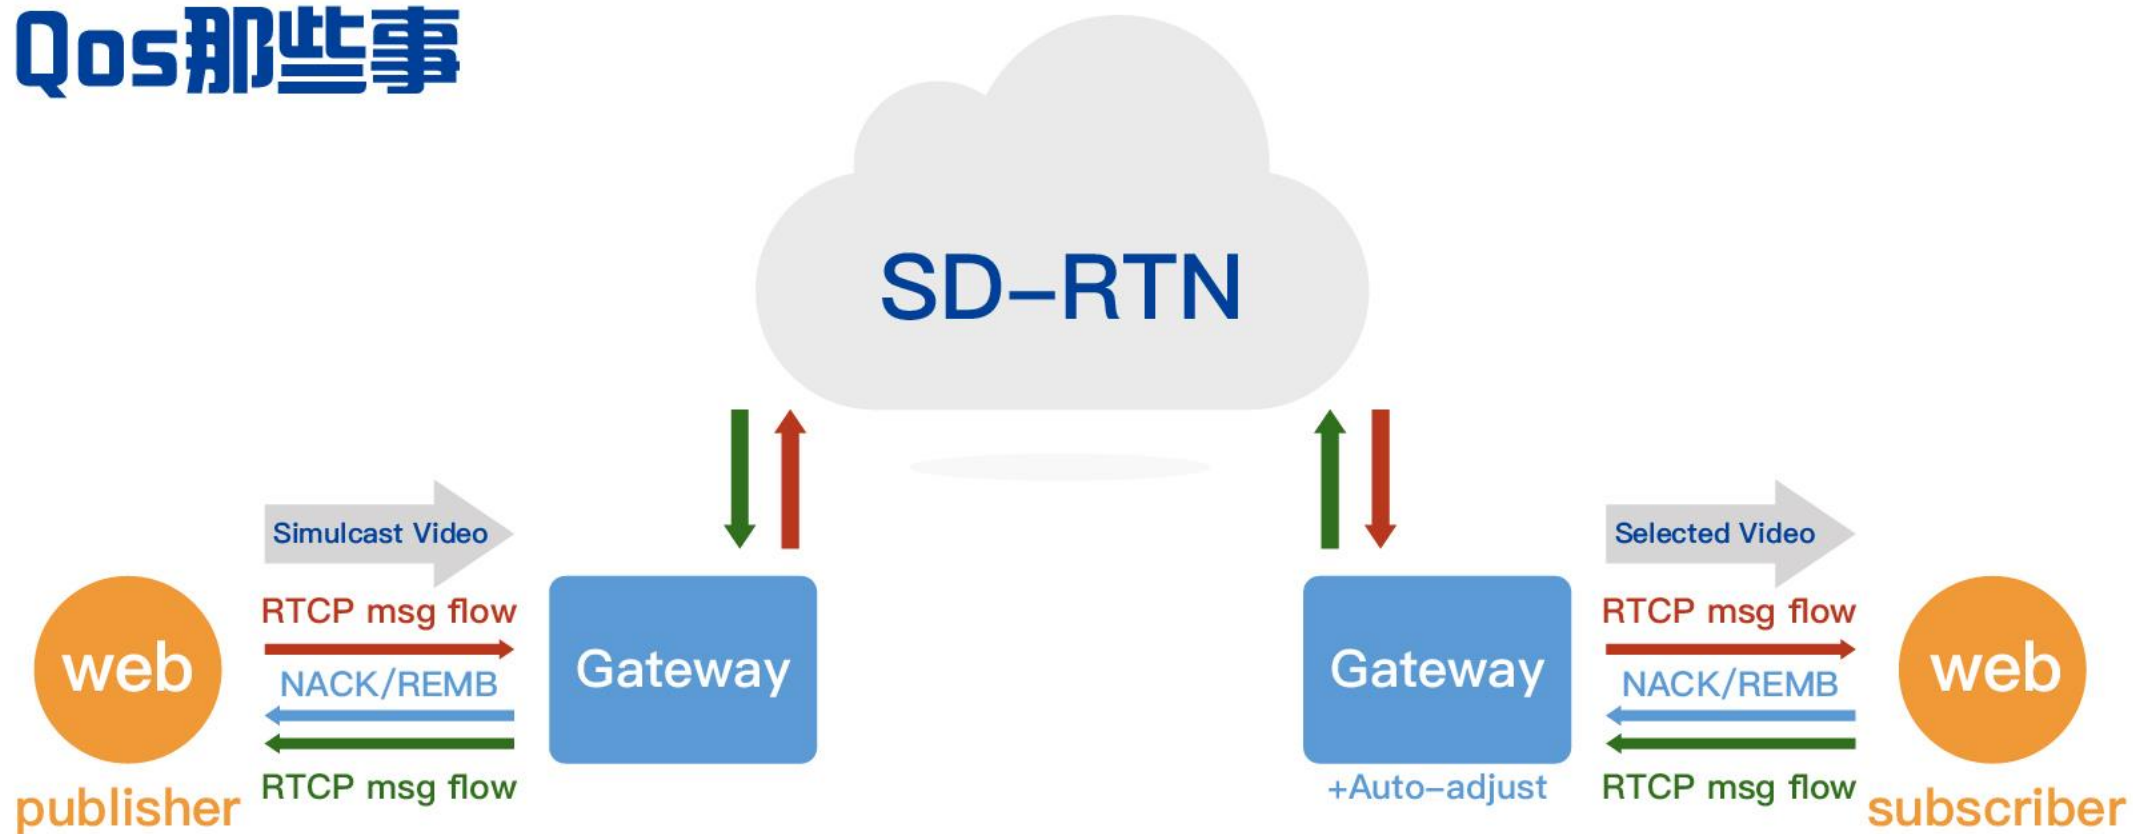 Qos那些事
SD-RTN
Simulcast Video
RTCP msg flow
web
NACK/REMB
RTCP msg flow
publisher
Gateway
Gateway
+Auto-adjust
Selected Video
RTCP msg flow
NACK/REMB
RTCP msg flow
web
subscriber